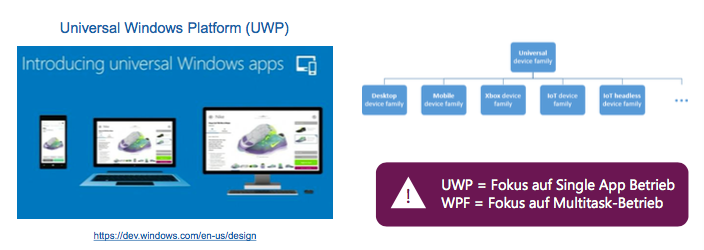 Universal Windows Platform (UWP)
Introducing universal Windows apps
https://dev.windows.com/en-us/design
Universal
device family
Desktop
device family
Mobile
device family
Xbox device
family
IoT device
family
IoT headless
device family
...
UWP = Fokus auf Single App Betrieb
WPF = Fokus auf Multitask-Betrieb